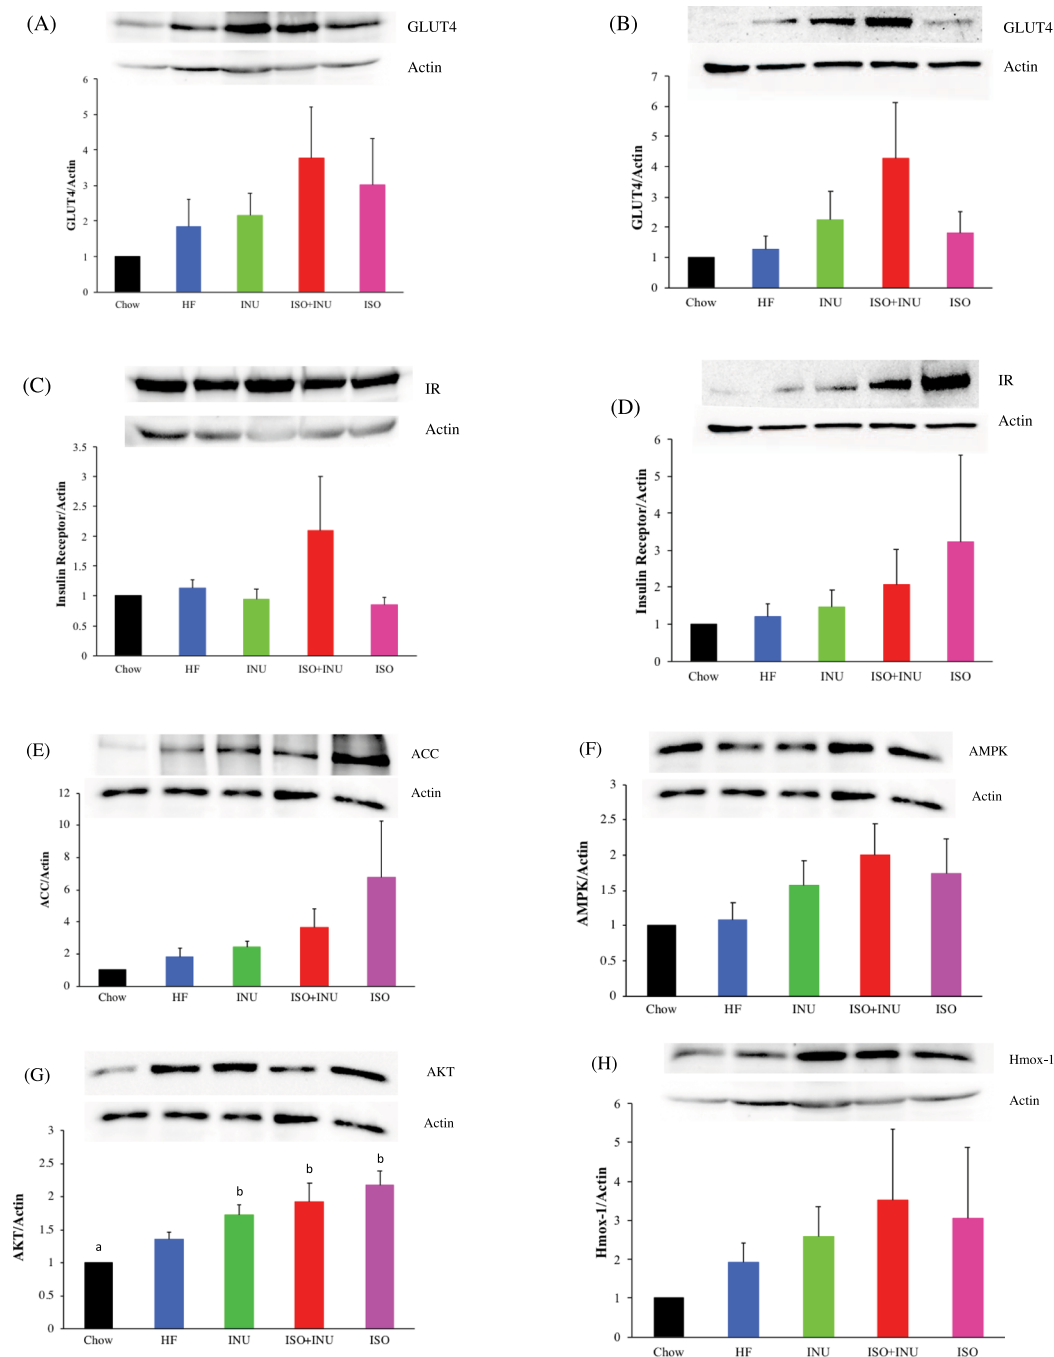 (A)
GLUT4
Actin
6
5
4
3
2
1
0
GLUT4/Actin
Chow HF INU ISO+INU ISO
(B)
GLUT4
Actin
7
6
5
4
3
2
1
0
GLUT4/Actin
Chow HF INU ISO+INU ISO
(C)
IR
Actin
3.5
3
2.5
2
1.5
1
0.5
0
Insulin Receptor/Actin
Chow HF INU ISO+INU ISO
(D)
IR
Actin
6
5
4
3
2
1
0
Insulin Receptor/Actin
Chow HF INU ISO+INU ISO
(E)
ACC
Actin
12
10
8
6
4
2
0
ACC/Actin
Chow HF INU ISO+INU ISO
(F)
AMPK
Actin
3
2.5
2
1.5
1
0.5
0
AMPK/Actin
Chow HF INU ISO+INU ISO
(G)
AKT
Actin
3
2.5
2
1.5
1
0.5
0
AKT/Actin
a b b b
Chow HF INU ISO+INU ISO
(H)
Hmox-1
Actin
6
5
4
3
2
1
0
Hmox-1/Actin
Chow HF INU ISO+INU ISO